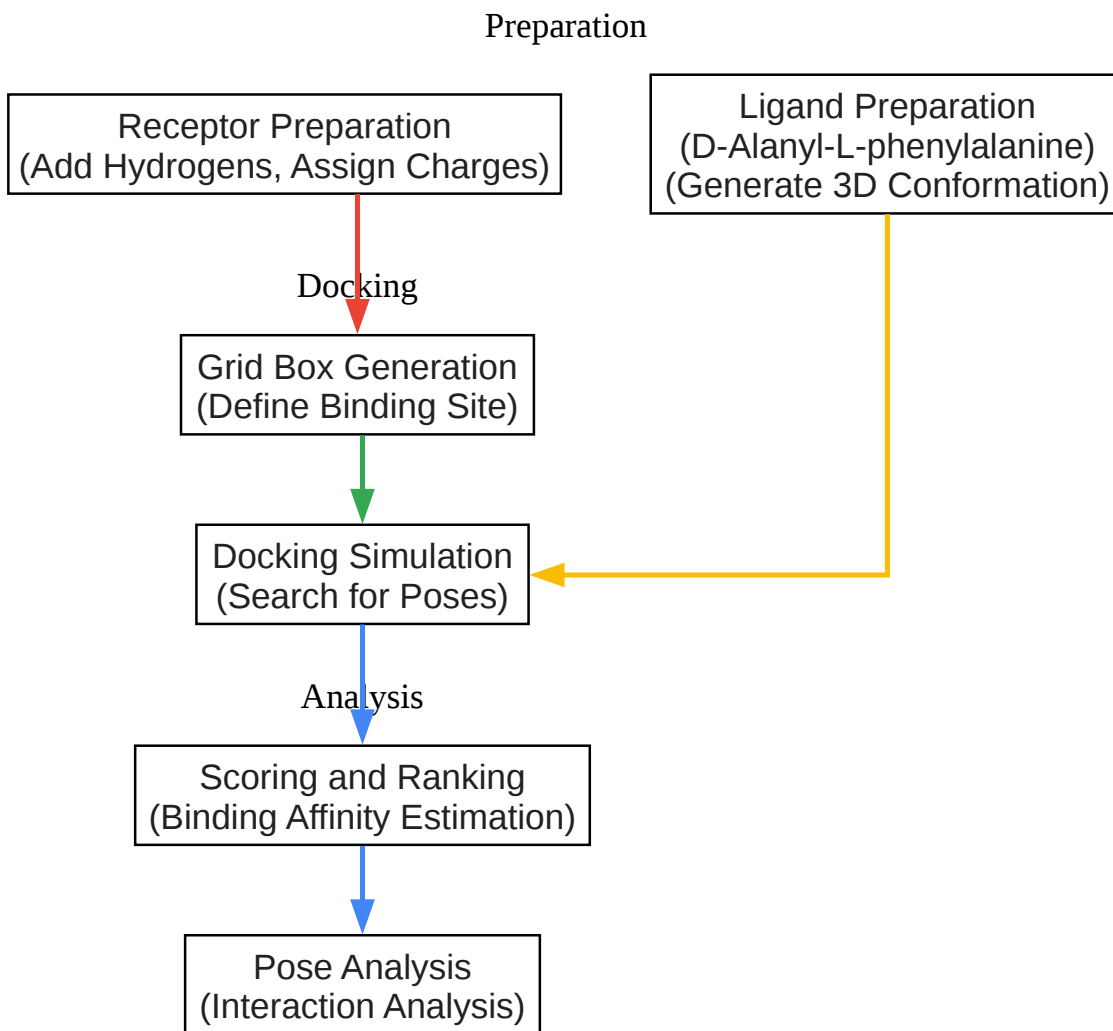 Preparation
Receptor Preparation
(Add Hydrogens, Assign Charges)
Ligand Preparation
(D-Alanyl-L-phenylalanine)
(Generate 3D Conformation)
Docking
Grid Box Generation
(Define Binding Site)
Docking Simulation
(Search for Poses)
Analysis
Scoring and Ranking
(Binding Affinity Estimation)
Pose Analysis
(Interaction Analysis)